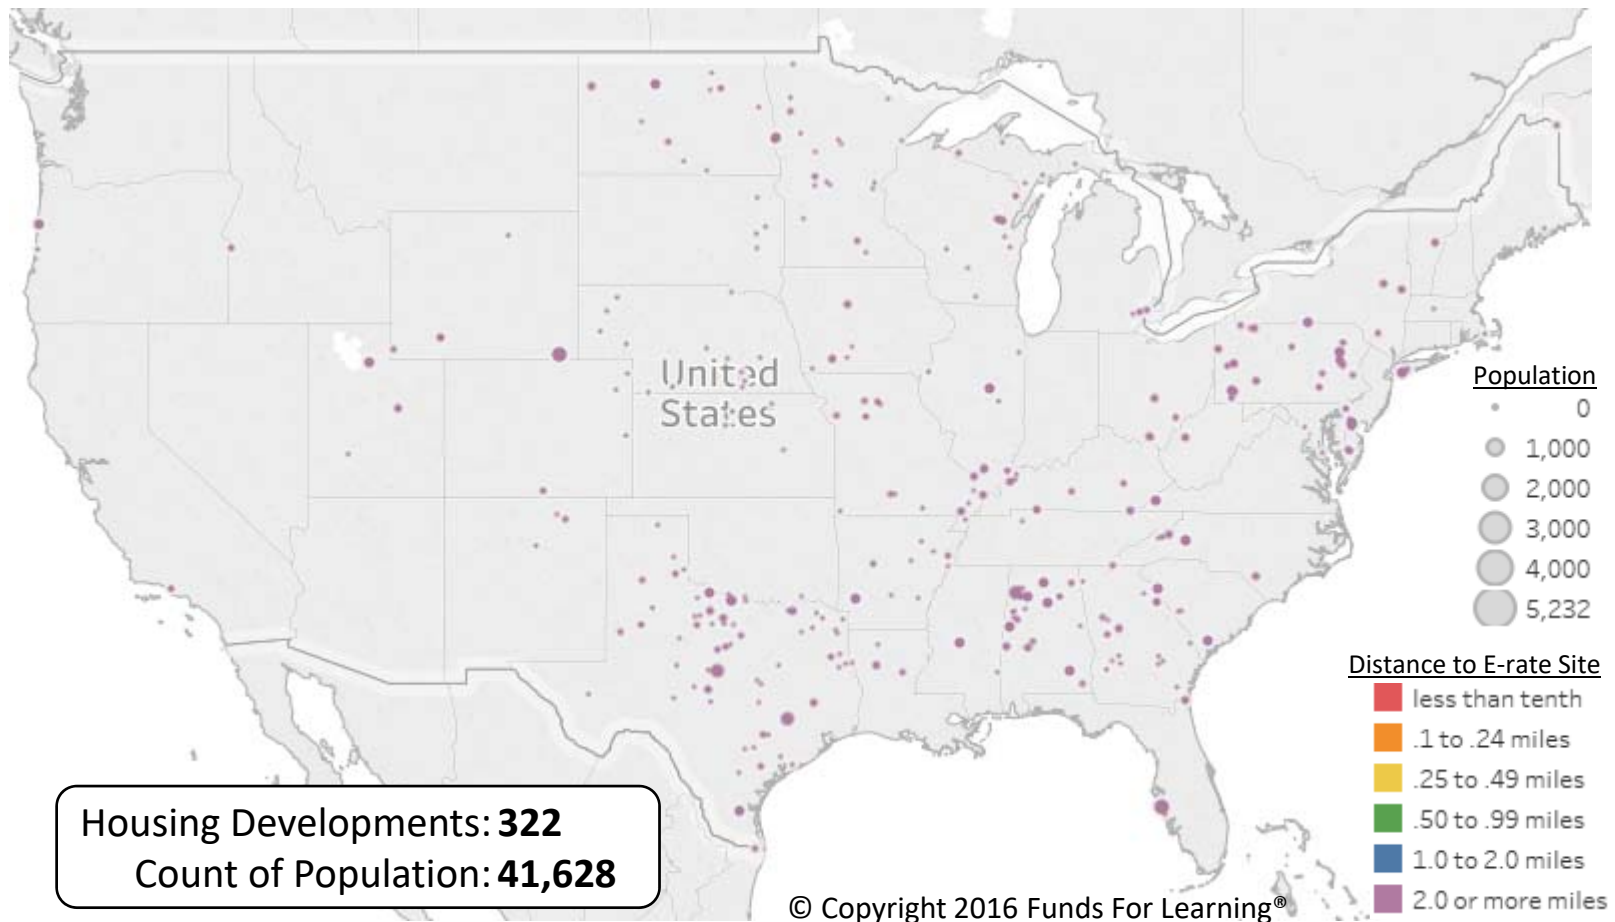 United
States
Population
0
1,000
2,000
3,000
4,000
5,232
Distance to E-rate Site
less than tenth
.1 to .24 miles
.25 to .49 miles
.50 to .99 miles
1.0 to 2.0 miles
2.0 or more miles
Housing Developments: 322
Count of Population: 41,628
© Copyright 2016 Funds For Learning®